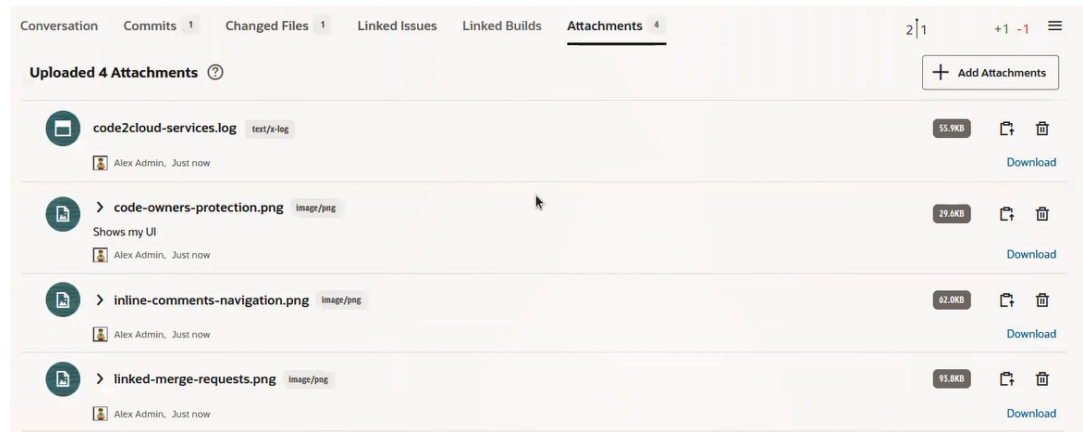 Conversation Commits 1 Changed Files 1 Linked Issues Linked Builds Attachments 4 2 1 +1 -1
Uploaded 4 Attachments ? + Add Attachments
code2cloud-services.log text/x-log 55.9KB
Alex Admin, Just now Download
code-owners-protection.png image/png 29.6KB
Shows my UI
Alex Admin, Just now Download
inline-comments-navigation.png image/png 62.0KB
Alex Admin, Just now Download
linked-merge-requests.png image/png 93.8KB
Alex Admin, Just now Download